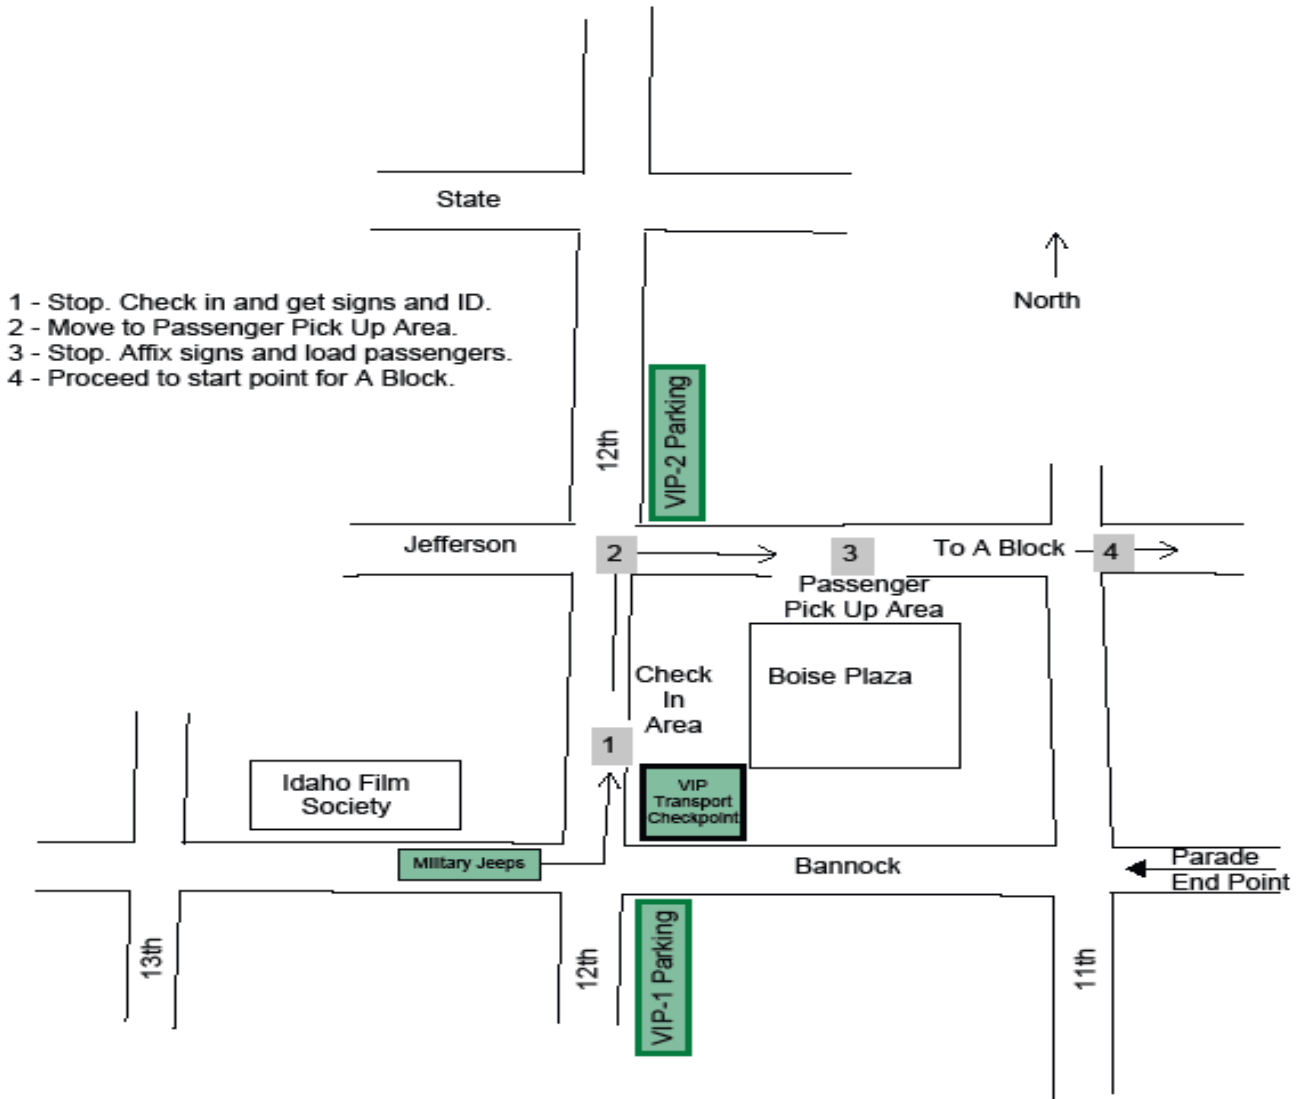 State
1 - Stop. Check in and get signs and ID.
2 - Move to Passenger Pick Up Area.
3 - Stop. Affix signs and load passengers.
4 - Proceed to start point for A Block.
North
12th
VIP-2 Parking
Jefferson
2
3
To A Block
4
Passenger
Pick Up Area
Check
In
Area
Boise Plaza
1
Idaho Film
Society
VIP
Transport
Checkpoint
Military Jeeps
Bannock
Parade
End Point
13th
12th
VIP-1 Parking
11th